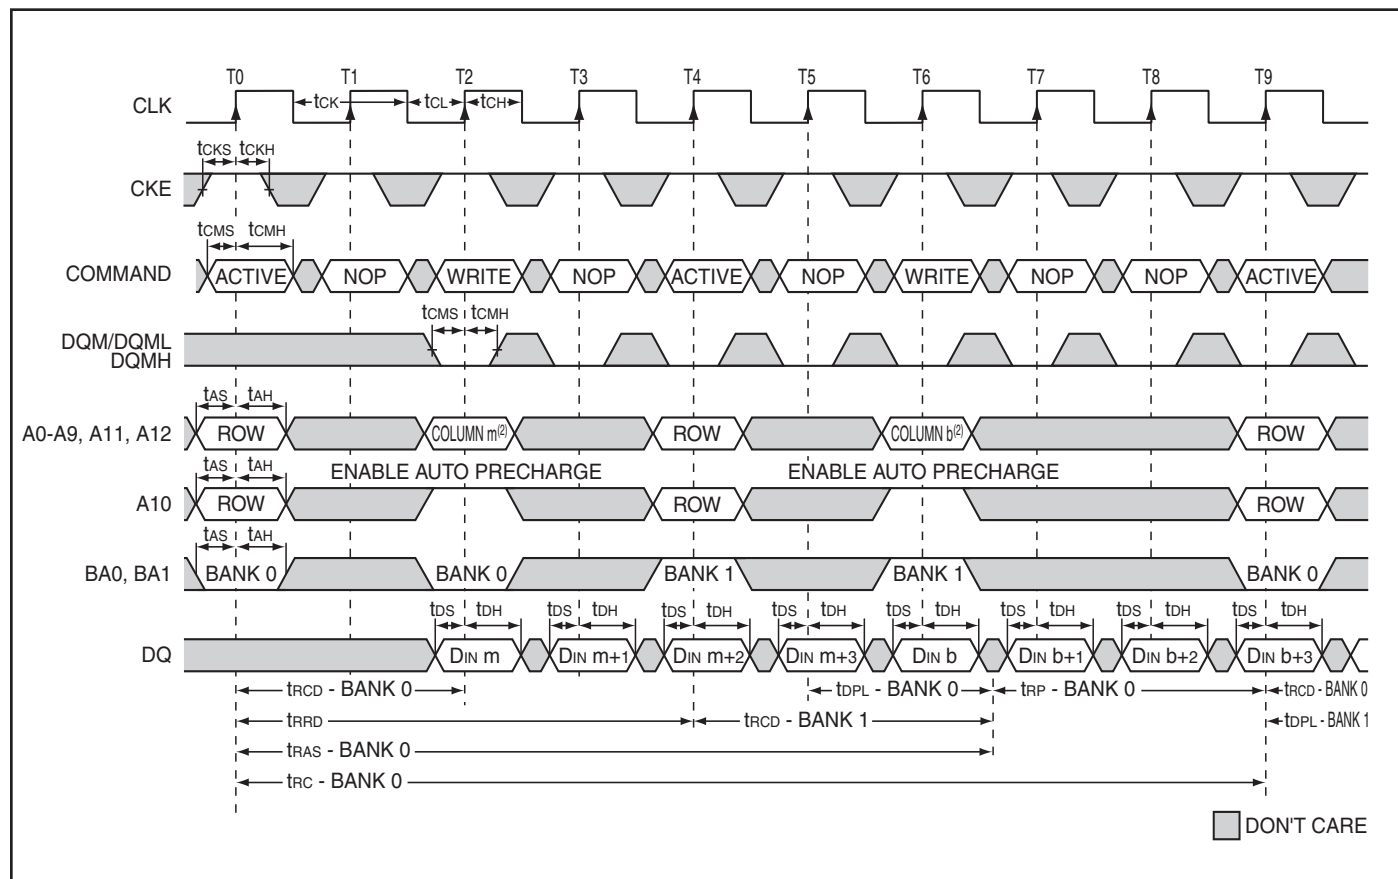 T0 T1 T2 T3 T4 T5 T6 T7 T8 T9
CLK tCK tCL tCH
tCKS tCKH
CKE
tCMS tCMH
COMMAND ACTIVE NOP WRITE NOP ACTIVE NOP WRITE NOP NOP ACTIVE
tCMS tCMH
DQM/DQML
DQMH
tAS tAH
A0-A9, A11, A12 ROW COLUMN m(2) ROW COLUMN b(2) ROW
tAS tAH ENABLE AUTO PRECHARGE ENABLE AUTO PRECHARGE
A10 ROW ROW ROW
tAS tAH
BA0, BA1 BANK 0 BANK 0 BANK 1 BANK 1 BANK 0
tDS tDH tDS tDH tDS tDH tDS tDH tDS tDH tDS tDH tDS tDH tDS tDH
DQ DIN m DIN m+1 DIN m+2 DIN m+3 DIN b DIN b+1 DIN b+2 DIN b+3
tRCD - BANK 0 tDPL - BANK 0 tRP - BANK 0 tRCD - BANK 0
tRRD tRCD - BANK 1 tDPL - BANK 1
tRAS - BANK 0
tRC - BANK 0
DON'T CARE